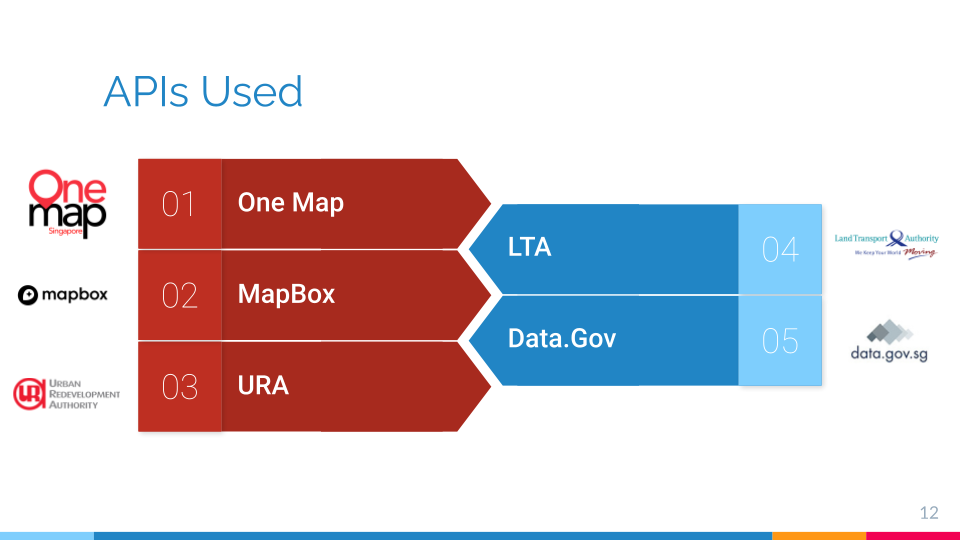 APIs Used
One
map
Singapore
01
One Map
mapbox
02
MapBox
URBAN
REDEVELOPMENT
AUTHORITY
03
URA
LTA
04
Land Transport Authority
We Keep Your World Moving
Data.Gov
05
data.gov.sg
12